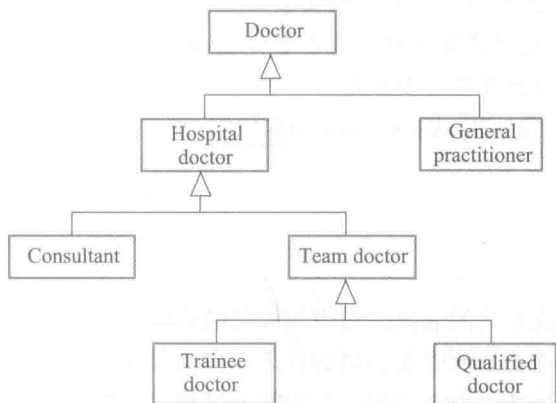 Doctor
Hospital
doctor
General
practitioner
Consultant
Team doctor
Trainee
doctor
Qualified
doctor